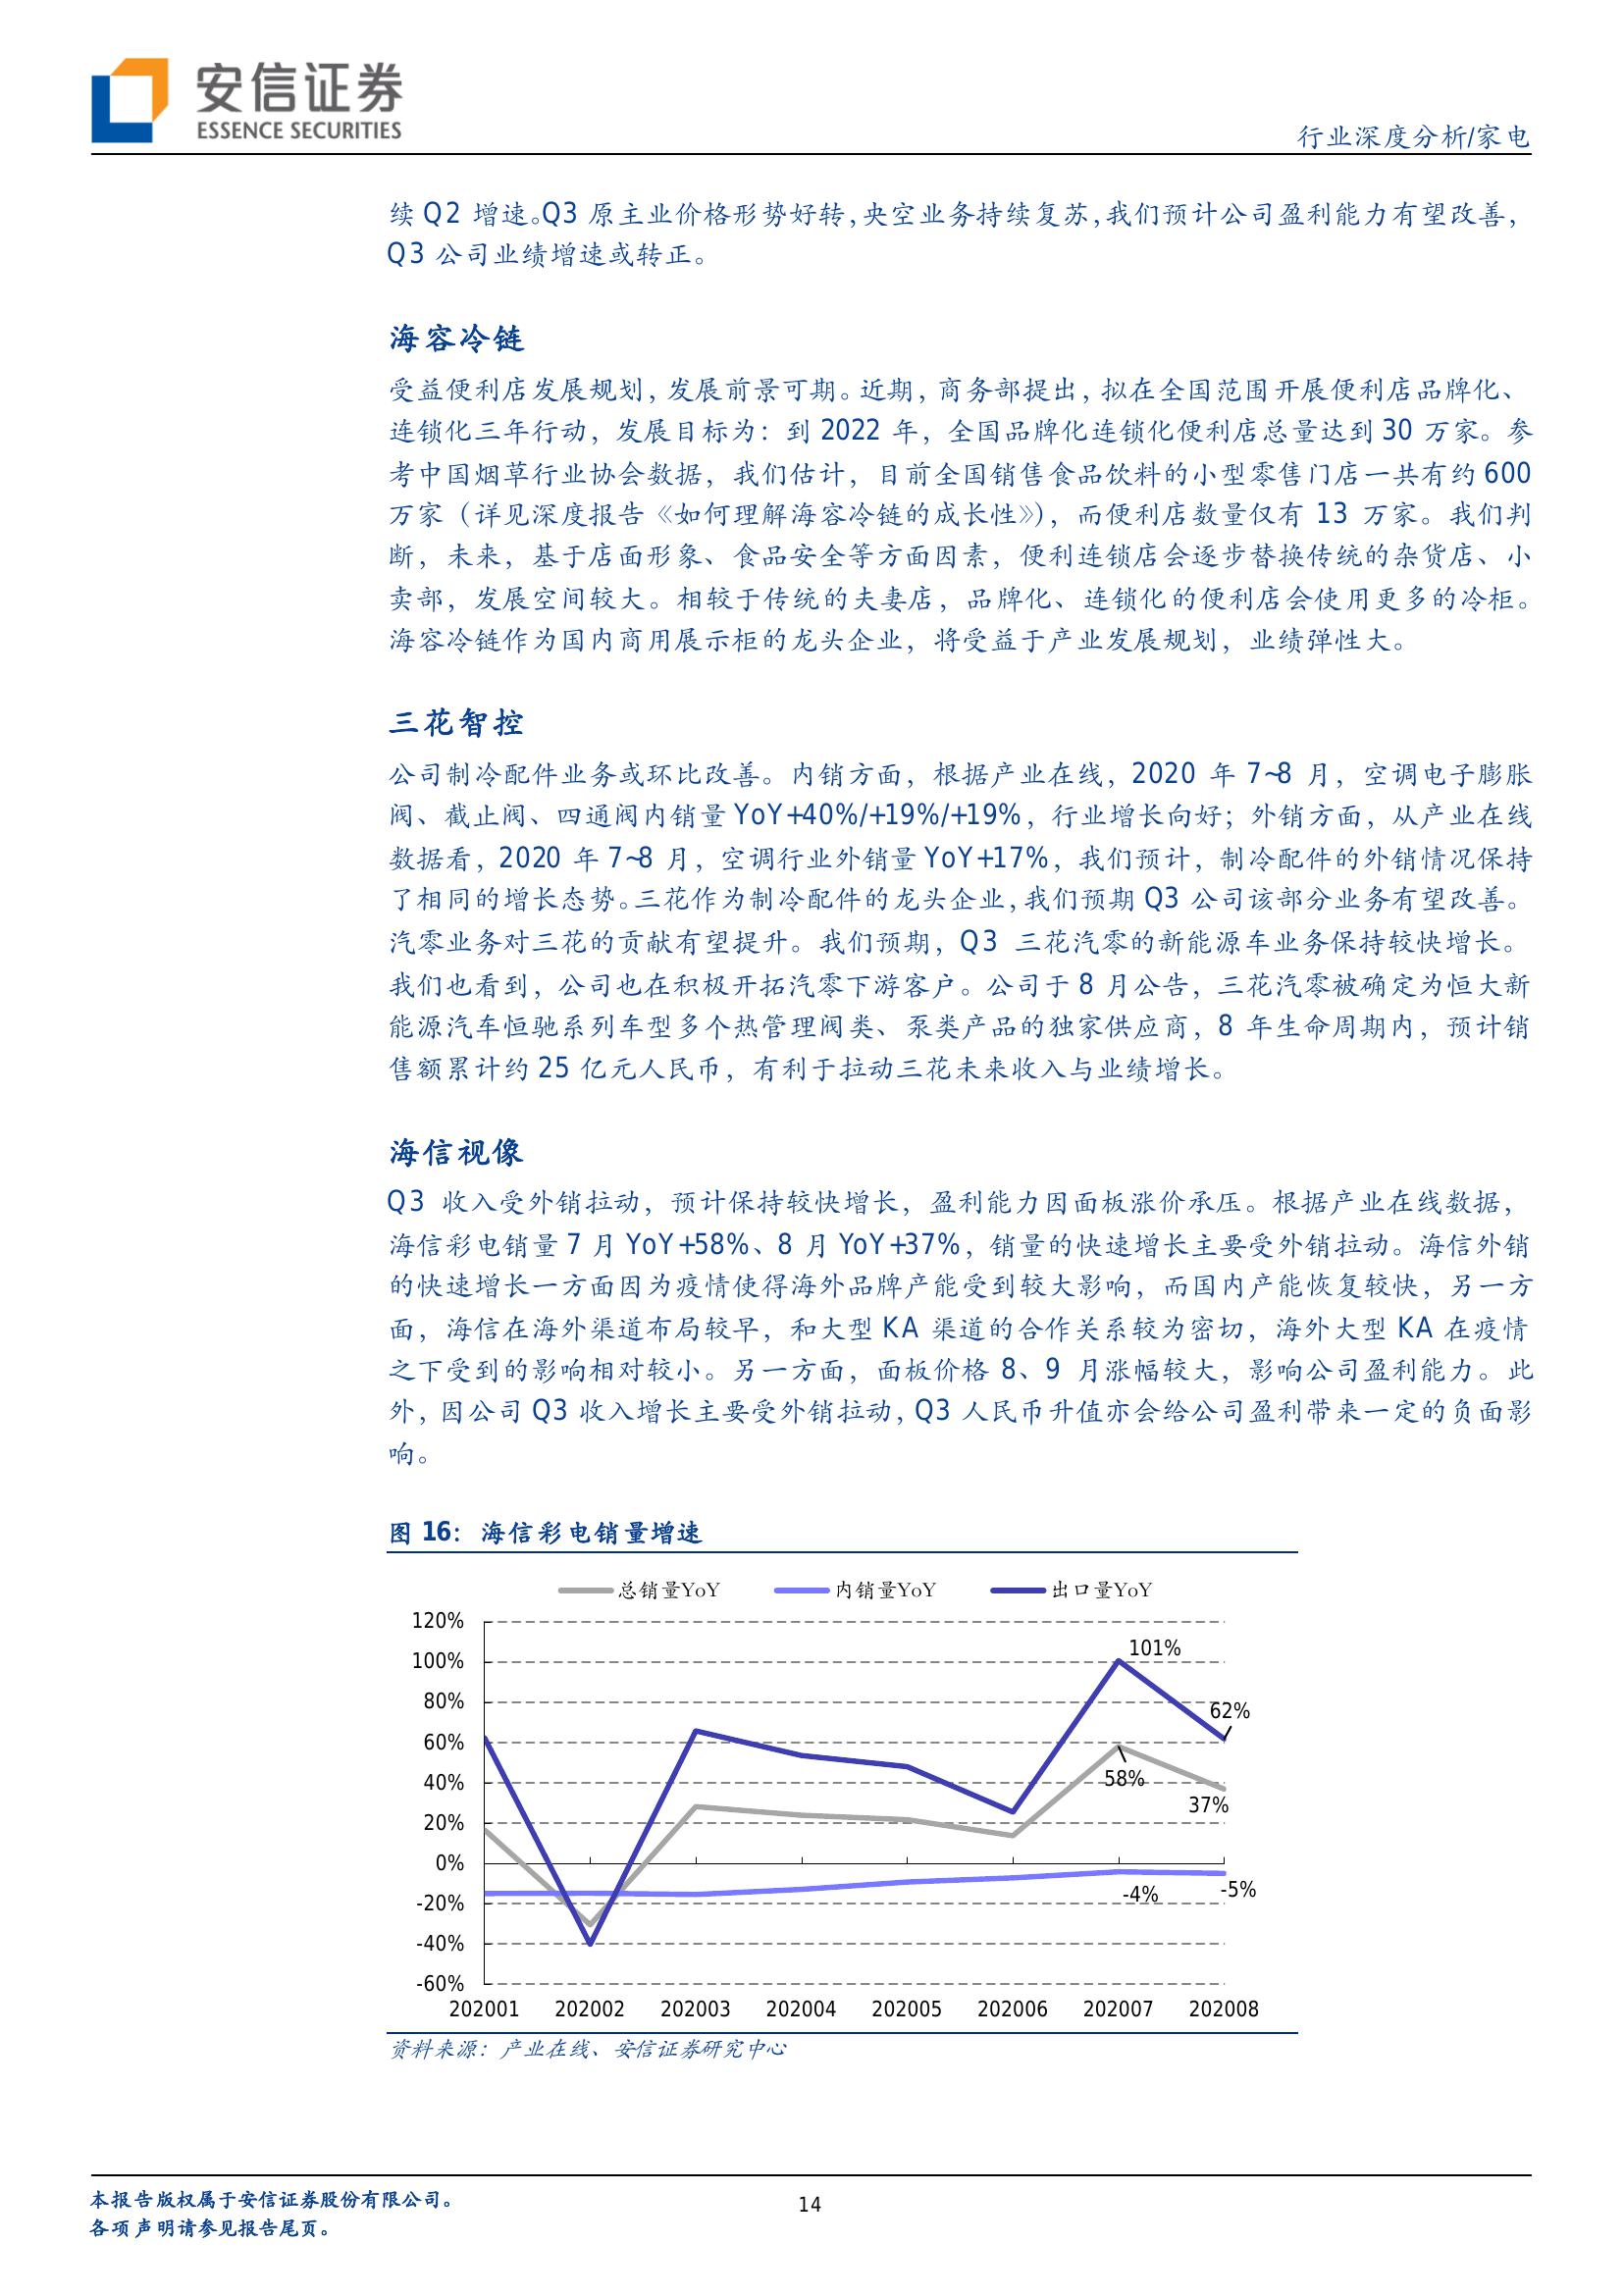 安信证券
ESSENCE SECURITIES
行业深度分析/家电
续 Q2 增速。Q3 原主业价格形势好转，央空业务持续复苏，我们预计公司盈利能力有望改善，
Q3 公司业绩增速或转正。
海容冷链
受益便利店发展规划，发展前景可期。近期，商务部提出，拟在全国范围开展便利店品牌化、
连锁化三年行动，发展目标为：到 2022 年，全国品牌化连锁化便利店总量达到 30 万家。参
考中国烟草行业协会数据，我们估计，目前全国销售食品饮料的小型零售门店一共有约 600
万家（详见深度报告《如何理解海容冷链的成长性》），而便利店数量仅有 13 万家。我们判
断，未来，基于店面形象、食品安全等方面因素，便利连锁店会逐步替换传统的杂货店、小
卖部，发展空间较大。相较于传统的夫妻店，品牌化、连锁化的便利店会使用更多的冷柜。
海容冷链作为国内商用展示柜的龙头企业，将受益于产业发展规划，业绩弹性大。
三花智控
公司制冷配件业务或环比改善。内销方面，根据产业在线，2020 年 7~8 月，空调电子膨胀
阀、截止阀、四通阀内销量 YoY+40%/+19%/+19%，行业增长向好；外销方面，从产业在线
数据看，2020 年 7~8 月，空调行业外销量 YoY+17%，我们预计，制冷配件的外销情况保持
了相同的增长态势。三花作为制冷配件的龙头企业，我们预期 Q3 公司该部分业务有望改善。
汽零业务对三花的贡献有望提升。我们预期，Q3 三花汽零的新能源车业务保持较快增长。
我们也看到，公司也在积极开拓汽零下游客户。公司于 8 月公告，三花汽零被确定为恒大新
能源汽车恒驰系列车型多个热管理阀类、泵类产品的独家供应商，8 年生命周期内，预计销
售额累计约 25 亿元人民币，有利于拉动三花未来收入与业绩增长。
海信视像
Q3 收入受外销拉动，预计保持较快增长，盈利能力因面板涨价承压。根据产业在线数据，
海信彩电销量 7 月 YoY+58%、8 月 YoY+37%，销量的快速增长主要受外销拉动。海信外销
的快速增长一方面因为疫情使得海外品牌产能受到较大影响，而国内产能恢复较快，另一方
面，海信在海外渠道布局较早，和大型 KA 渠道的合作关系较为密切，海外大型 KA 在疫情
之下受到的影响相对较小。另一方面，面板价格 8、9 月涨幅较大，影响公司盈利能力。此
外，因公司 Q3 收入增长主要受外销拉动，Q3 人民币升值亦会给公司盈利带来一定的负面影
响。
图 16：海信彩电销量增速
总销量YoY 内销量YoY 出口量YoY
120%
100%
80%
60%
40%
20%
0%
-20%
-40%
-60%
101%
62%
58%
37%
-4%
-5%
202001 202002 202003 202004 202005 202006 202007 202008
资料来源：产业在线、安信证券研究中心
本报告版权属于安信证券股份有限公司。
14
各项声明请参见报告尾页。